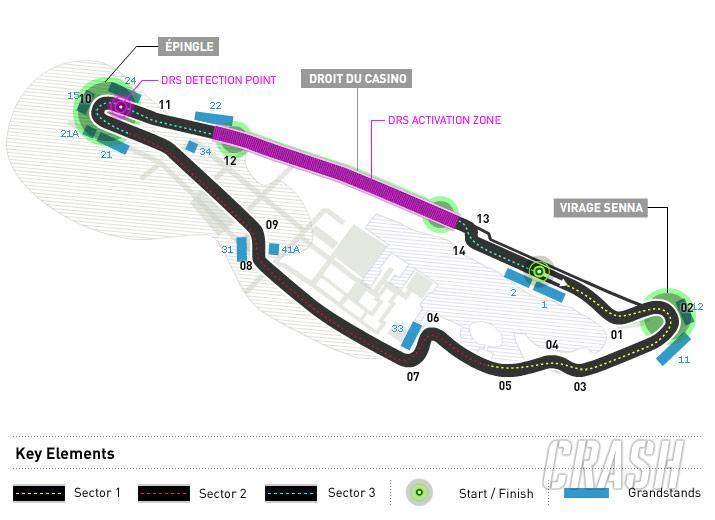 ÉPINGLE
24
DRS DETECTION POINT
DROIT DU CASINO
15
10
11
22
DRS ACTIVATION ZONE
21A
21
34
12
VIRAGE SENNA
13
09
14
31
41A
08
2
1
02
12
33
06
01
11
04
07
05
03
Key Elements
CRASH
Sector 1
Sector 2
Sector 3
Start / Finish
Grandstands